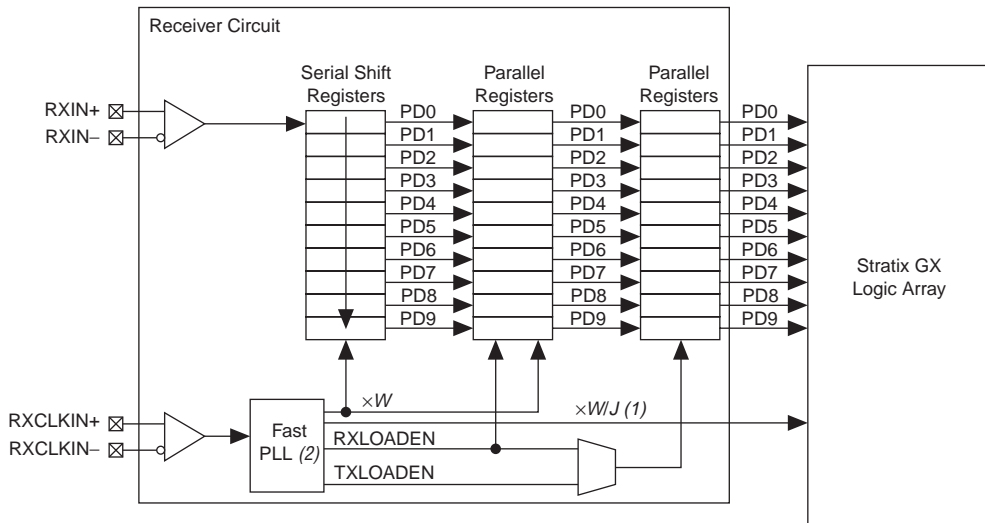 Receiver Circuit
Serial Shift
Registers
Parallel
Registers
Parallel
Registers
RXIN+
RXIN–
PD0 PD0 PD0
PD1 PD1 PD1
PD2 PD2 PD2
PD3 PD3 PD3
PD4 PD4 PD4
PD5 PD5 PD5
PD6 PD6 PD6
PD7 PD7 PD7
PD8 PD8 PD8
PD9 PD9 PD9
Stratix GX
Logic Array
×W
×W/J (1)
RXCLKIN+
RXCLKIN–
Fast
PLL (2)
RXLOADEN
TXLOADEN